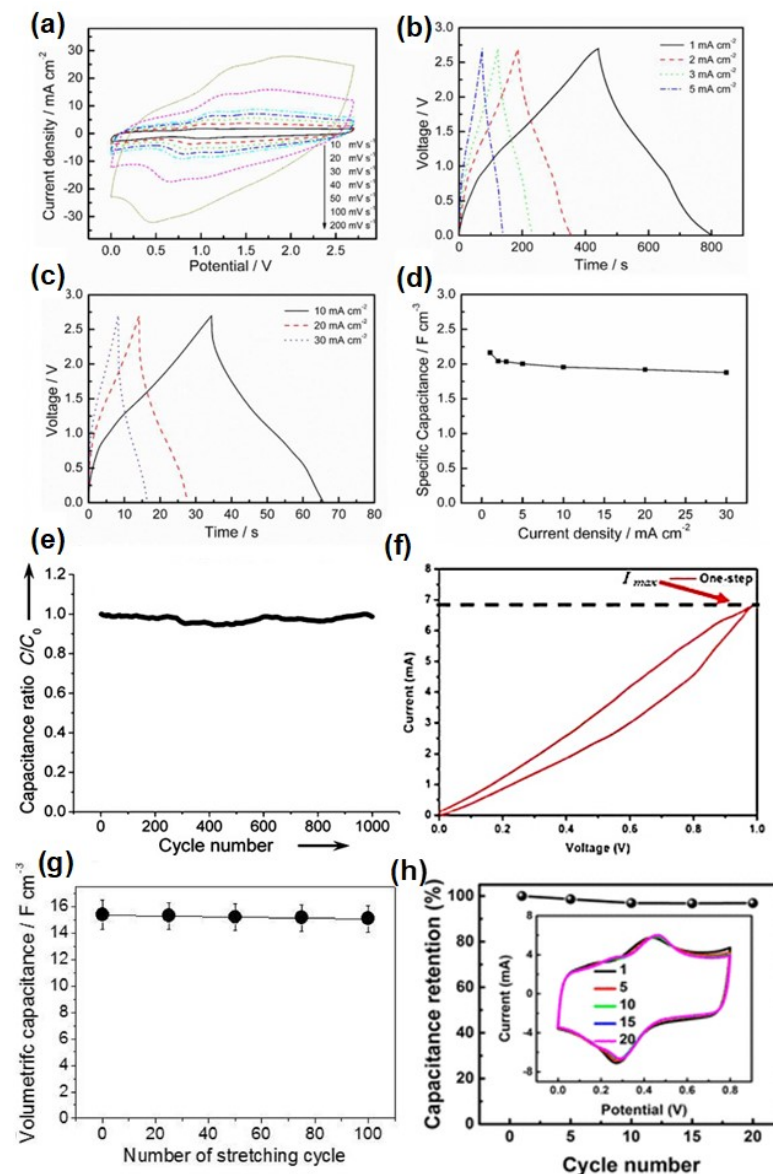 (a)
Current density / mA cm⁻²
30
20
10
0
-10
-20
-30
10 mV s⁻¹
20 mV s⁻¹
30 mV s⁻¹
40 mV s⁻¹
50 mV s⁻¹
100 mV s⁻¹
200 mV s⁻¹
0.0 0.5 1.0 1.5 2.0 2.5
Potential / V
(b)
Voltage / V
3.0
2.5
2.0
1.5
1.0
0.5
0.0
1 mA cm⁻²
2 mA cm⁻²
3 mA cm⁻²
5 mA cm⁻²
0 200 400 600 800
Time / s
(c)
Voltage / V
3.0
2.5
2.0
1.5
1.0
0.5
0.0
10 mA cm⁻²
20 mA cm⁻²
30 mA cm⁻²
0 10 20 30 40 50 60 70 80
Time / s
(d)
Specific Capacitance / F cm⁻³
3.0
2.5
2.0
1.5
1.0
0.5
0.0
0 5 10 15 20 25 30
Current density / mA cm⁻²
(e)
Capacitance ratio C/C₀
1.2
1.0
0.8
0.6
0.4
0.2
0.0
0 200 400 600 800 1000
Cycle number
(f)
I max
One-step
Current (mA)
8
7
6
5
4
3
2
1
0
0.0 0.2 0.4 0.6 0.8 1.0
Voltage (V)
(g)
Volumetrifc capacitance / F cm⁻³
16
14
12
10
8
6
4
2
0
0 20 40 60 80 100
Number of stretching cycle
(h)
Capacitance retention (%)
100
80
60
40
20
0
Current (mA)
8
4
0
-4
-8
1
5
10
15
20
0.0 0.2 0.4 0.6 0.8
Potential (V)
0 5 10 15 20
Cycle number